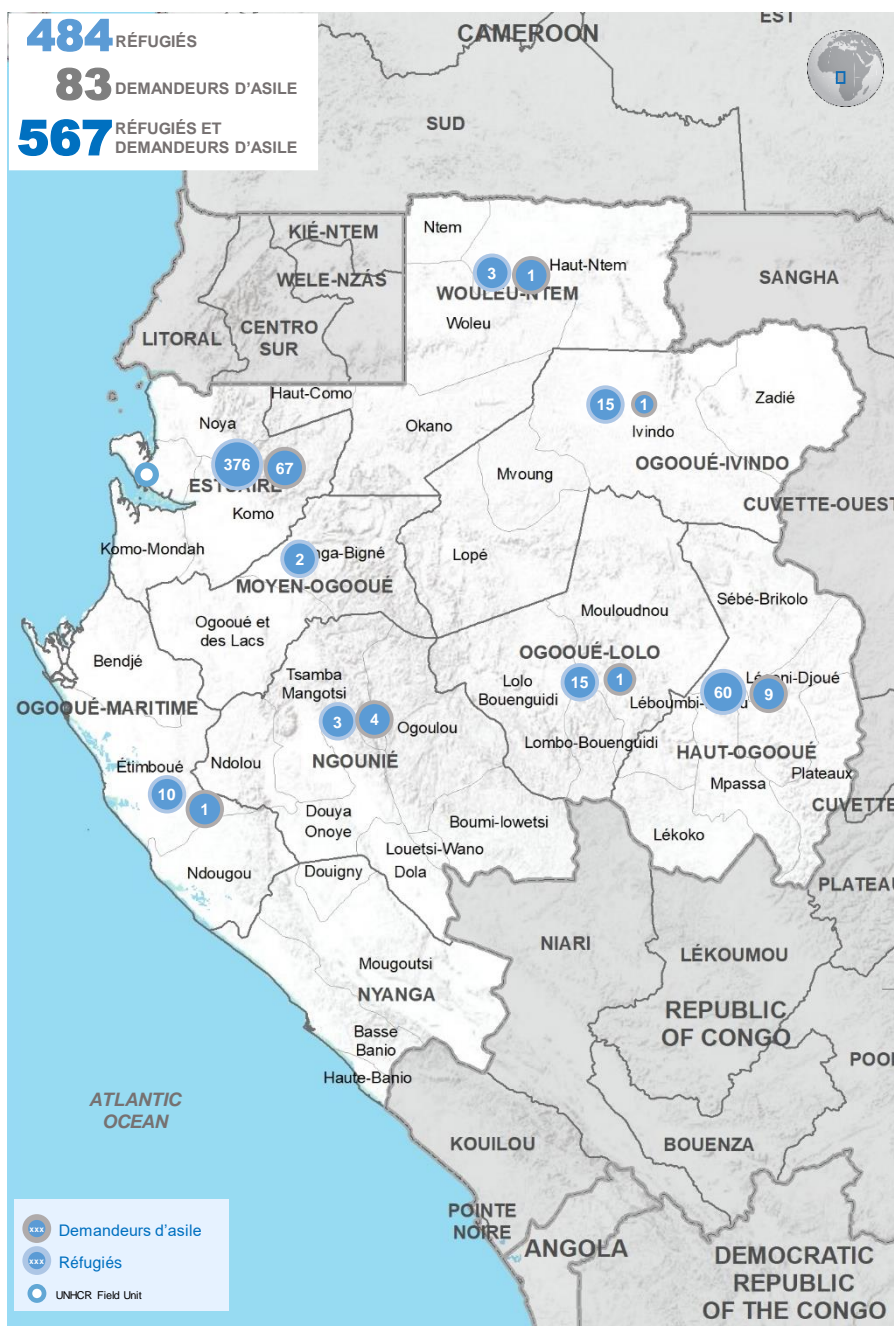 484 RÉFUGIÉS
83 DEMANDEURS D'ASILE
567 RÉFUGIÉS ET
DEMANDEURS D'ASILE
EST
CAMEROON
SUD
Ntem
KIÉ-NTEM
Haut-Ntem
3
1
WELE-NZÁS
WOULEU-NTEM
SANGHA
Woleu
LITORAL
CENTRO
SUR
Haut-Como
Zadié
15
1
Noya
Okano
Ivindo
OGOOUÉ-IVINDO
376
67
Mvoung
ESTUAIRE
CUVETTE-OUEST
Komo
Komo-Mondah
Lopé
2
MOYEN-OGOOUÉ
Sébé-Brikolo
Mouloudnou
Ogooué et
des Lacs
OGOOUÉ-LOLO
Bendjé
Tsamba
Mangotsi
Lolo
Bouenguidi
15
1
60
9
OGOOUÉ-MARITIME
3
4
Ogoulou
Lombo-Bouenguidi
HAUT-OGOOUÉ
NGOUNIÉ
Étimboué
Ndolou
Plateaux
Mpassa
10
1
CUVETTE
Douya
Onoye
Boumi-lowetsi
Lékoko
Louetsi-Wano
Ndougou
Douigny
Dola
PLATEAU
NIARI
LÉKOUMOU
Mougoutsi
NYANGA
REPUBLIC
OF CONGO
Basse
Banio
POOL
Haute-Banio
ATLANTIC
OCEAN
KOUILOU
BOUENZA
POINTE
NOIRE
ANGOLA
DEMOCRATIC
REPUBLIC
OF THE CONGO
xxx Demandeurs d'asile
xxx Réfugiés
UNHCR Field Unit